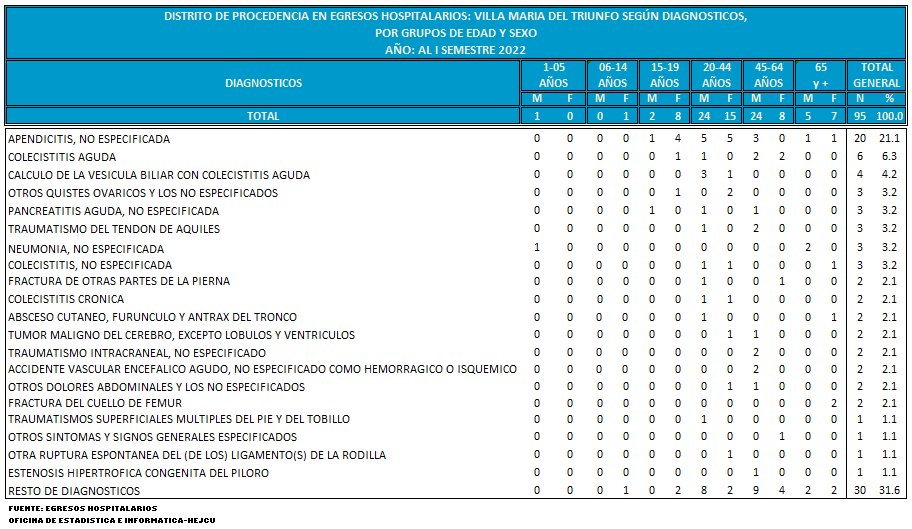 DISTRITO DE PROCEDENCIA EN EGRESOS HOSPITALARIOS: VILLA MARIA DEL TRIUNFO SEGÚN DIAGNOSTICOS,
POR GRUPOS DE EDAD Y SEXO
AÑO: AL I SEMESTRE 2022
DIAGNOSTICOS 1-05 AÑOS 06-14 AÑOS 15-19 AÑOS 20-44 AÑOS 45-64 AÑOS 65 y + TOTAL GENERAL
M F M F M F M F M F M F N %
TOTAL 1 0 0 1 2 8 24 15 24 8 5 7 95 100.0
APENDICITIS, NO ESPECIFICADA 0 0 0 0 1 4 5 5 3 0 1 1 20 21.1
COLECISTITIS AGUDA 0 0 0 0 0 1 1 0 2 2 0 0 6 6.3
CALCULO DE LA VESICULA BILIAR CON COLECISTITIS AGUDA 0 0 0 0 0 0 3 1 0 0 0 0 4 4.2
OTROS QUISTES OVARICOS Y LOS NO ESPECIFICADOS 0 0 0 0 0 1 0 2 0 0 0 0 3 3.2
PANCREATITIS AGUDA, NO ESPECIFICADA 0 0 0 0 1 0 1 0 1 0 0 0 3 3.2
TRAUMATISMO DEL TENDON DE AQUILES 0 0 0 0 0 0 1 0 2 0 0 0 3 3.2
NEUMONIA, NO ESPECIFICADA 1 0 0 0 0 0 0 0 0 0 2 0 3 3.2
COLECISTITIS, NO ESPECIFICADA 0 0 0 0 0 0 1 1 0 0 0 1 3 3.2
FRACTURA DE OTRAS PARTES DE LA PIERNA 0 0 0 0 0 0 1 0 0 1 0 0 2 2.1
COLECISTITIS CRONICA 0 0 0 0 0 0 1 1 0 0 0 0 2 2.1
ABSCESO CUTANEO, FURUNCULO Y ANTRAX DEL TRONCO 0 0 0 0 0 0 1 0 0 0 0 1 2 2.1
TUMOR MALIGNO DEL CEREBRO, EXCEPTO LOBULOS Y VENTRICULOS 0 0 0 0 0 0 0 1 1 0 0 0 2 2.1
TRAUMATISMO INTRACRANEAL, NO ESPECIFICADO 0 0 0 0 0 0 0 0 2 0 0 0 2 2.1
ACCIDENTE VASCULAR ENCEFALICO AGUDO, NO ESPECIFICADO COMO HEMORRAGICO O ISQUEMICO 0 0 0 0 0 0 0 0 2 0 0 0 2 2.1
OTROS DOLORES ABDOMINALES Y LOS NO ESPECIFICADOS 0 0 0 0 0 0 0 1 1 0 0 0 2 2.1
FRACTURA DEL CUELLO DE FEMUR 0 0 0 0 0 0 0 0 0 0 0 2 2 2.1
TRAUMATISMOS SUPERFICIALES MULTIPLES DEL PIE Y DEL TOBILLO 0 0 0 0 0 0 1 0 0 0 0 0 1 1.1
OTROS SINTOMAS Y SIGNOS GENERALES ESPECIFICADOS 0 0 0 0 0 0 0 0 0 1 0 0 1 1.1
OTRA RUPTURA ESPONTANEA DEL (DE LOS) LIGAMENTO(S) DE LA RODILLA 0 0 0 0 0 0 0 1 0 0 0 0 1 1.1
ESTENOSIS HIPERTROFICA CONGENITA DEL PILORO 0 0 0 0 0 0 0 0 1 0 0 0 1 1.1
RESTO DE DIAGNOSTICOS 0 0 0 1 0 2 8 2 9 4 2 2 30 31.6
FUENTE: EGRESOS HOSPITALARIOS
OFICINA DE ESTADISTICA E INFORMATICA-HEJCU